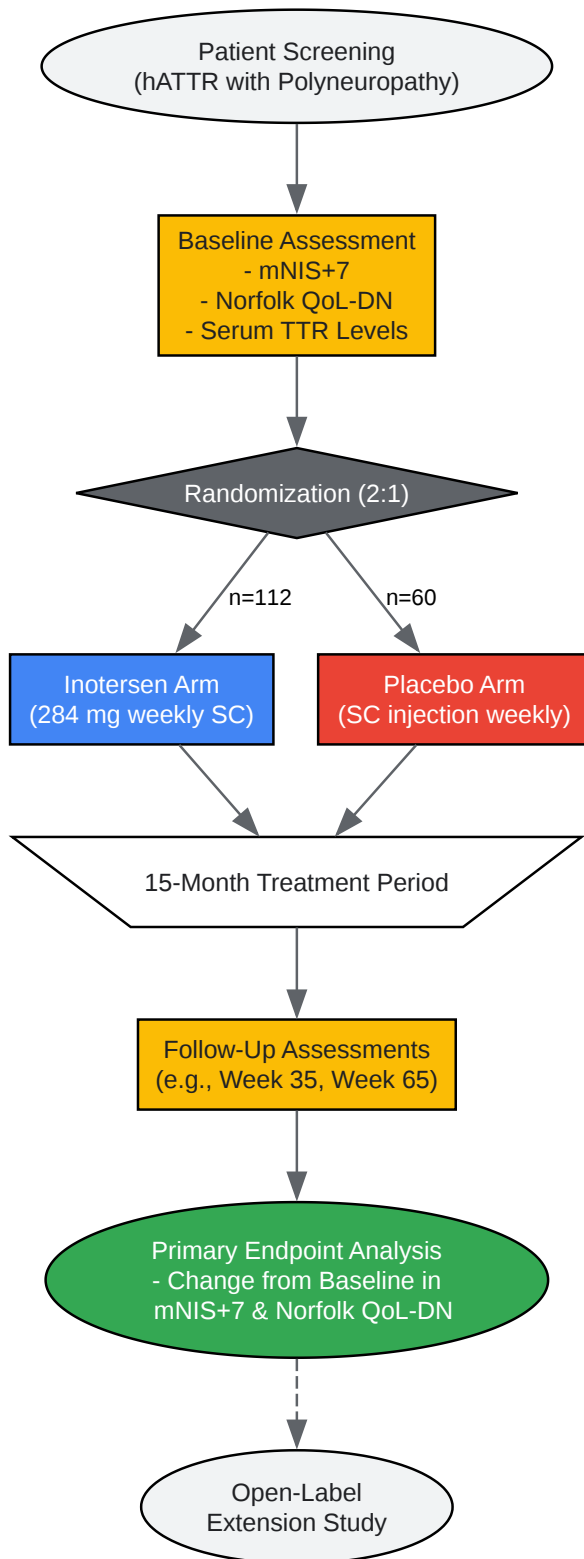 Patient Screening
(hATTR with Polyneuropathy)
Baseline Assessment
- mNIS+7
- Norfolk QoL-DN
- Serum TTR Levels
Randomization (2:1)
n=112
n=60
Inotersen Arm
(284 mg weekly SC)
Placebo Arm
(SC injection weekly)
15-Month Treatment Period
Follow-Up Assessments
(e.g., Week 35, Week 65)
Primary Endpoint Analysis
- Change from Baseline in
mNIS+7 & Norfolk QoL-DN
Open-Label
Extension Study